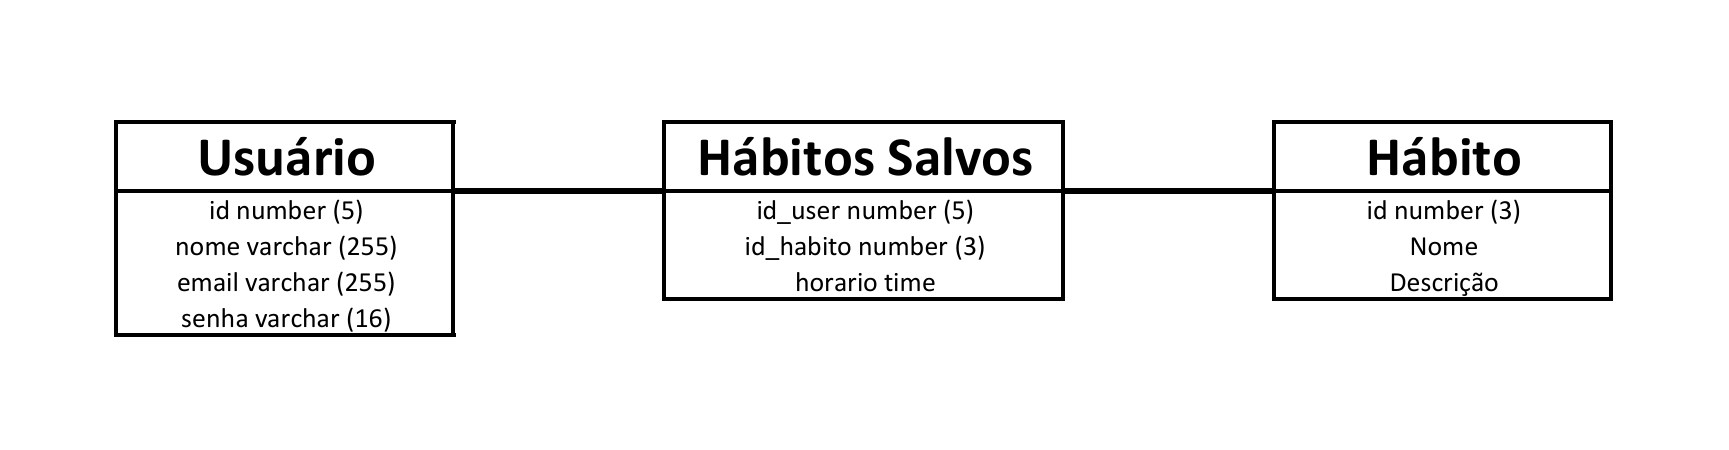 Usuário
id number (5)
nome varchar (255)
email varchar (255)
senha varchar (16)
Hábitos Salvos
id_user number (5)
id_habito number (3)
horario time
Hábito
id number (3)
Nome
Descrição